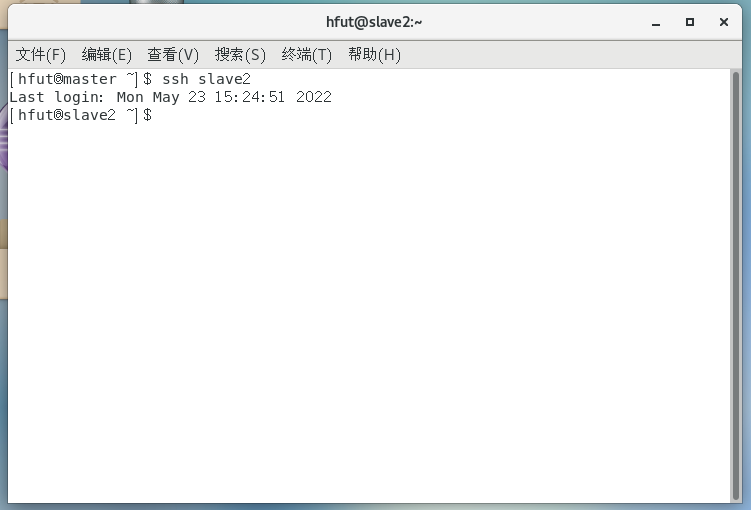 hfut@slave2:~
文件(F) 编辑(E) 查看(V) 搜索(S) 终端(T) 帮助(H)
[hfut@master ~]$ ssh slave2
Last login: Mon May 23 15:24:51 2022
[hfut@slave2 ~]$